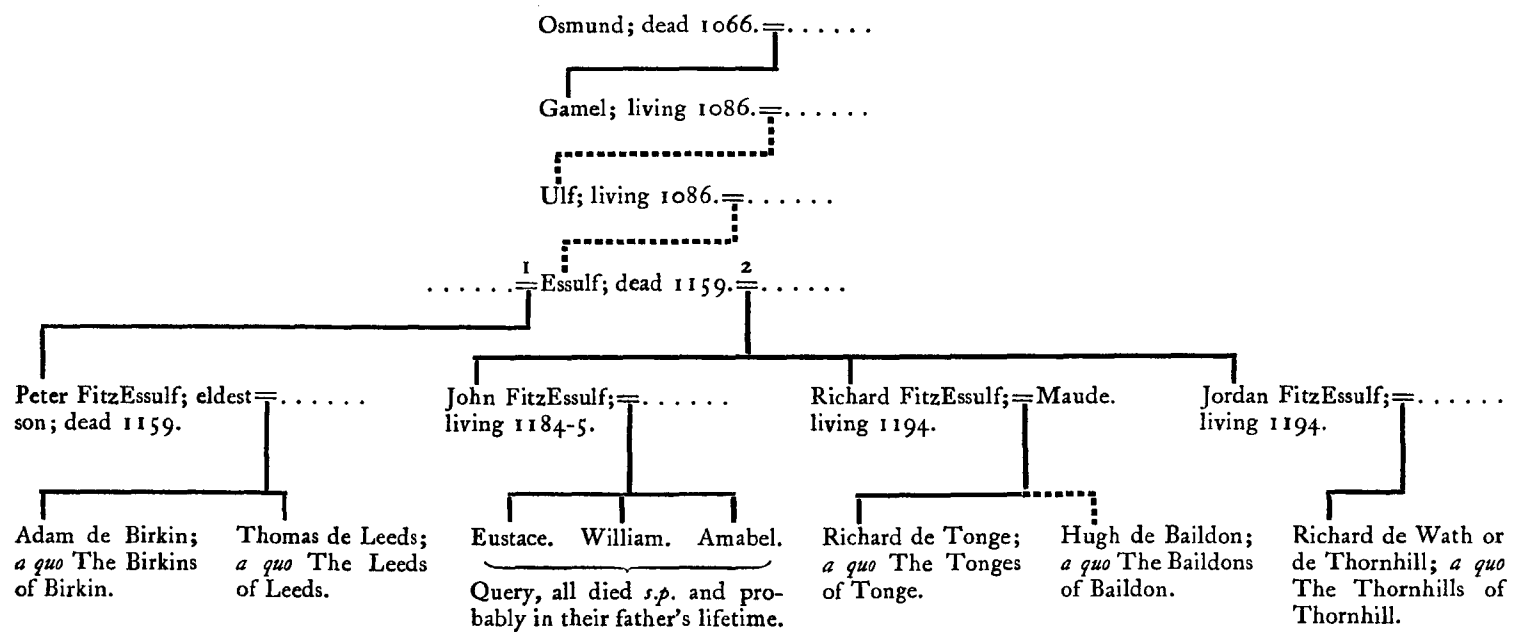 Osmund; dead 1066.=......
Gamel; living 1086.=......
Ulf; living 1086.=......
1 2
......=Essulf; dead 1159.=......
Peter FitzEssulf; eldest=......
son; dead 1159.
John FitzEssulf;=......
living 1184-5.
Richard FitzEssulf;=Maude.
living 1194.
Jordan FitzEssulf;=......
living 1194.
Adam de Birkin;
a quo The Birkins
of Birkin.
Thomas de Leeds;
a quo The Leeds
of Leeds.
Eustace. William. Amabel.
Query, all died s.p. and pro-
bably in their father's lifetime.
Richard de Tonge;
a quo The Tonges
of Tonge.
Hugh de Baildon;
a quo The Baildons
of Baildon.
Richard de Wath or
de Thornhill; a quo
The Thornhills of
Thornhill.